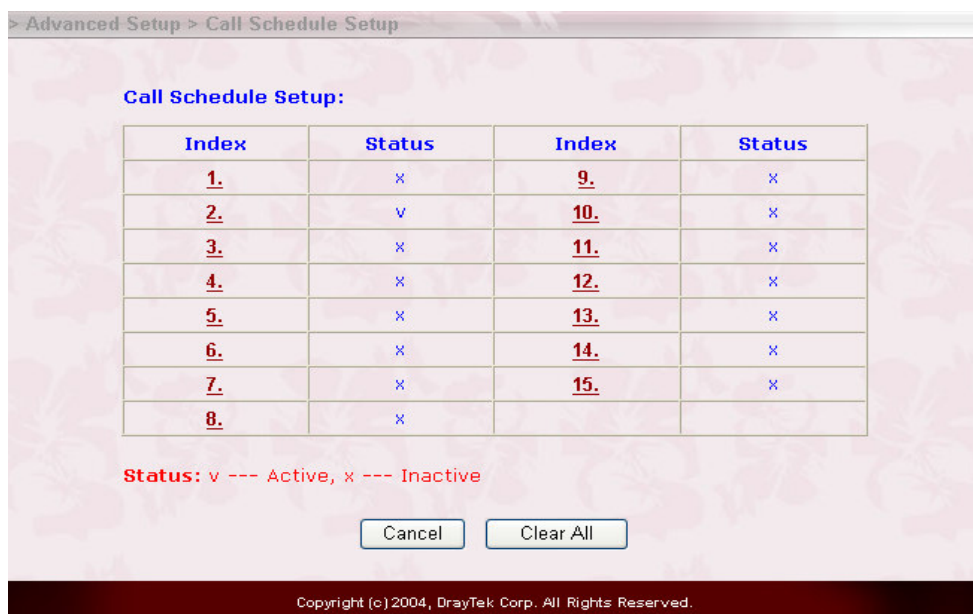 > Advanced Setup > Call Schedule Setup
Call Schedule Setup:
Index Status Index Status
1. x 9. x
2. v 10. x
3. x 11. x
4. x 12. x
5. x 13. x
6. x 14. x
7. x 15. x
8. x
Status: v --- Active, x --- Inactive
Cancel Clear All
Copyright (c) 2004, DrayTek Corp. All Rights Reserved.